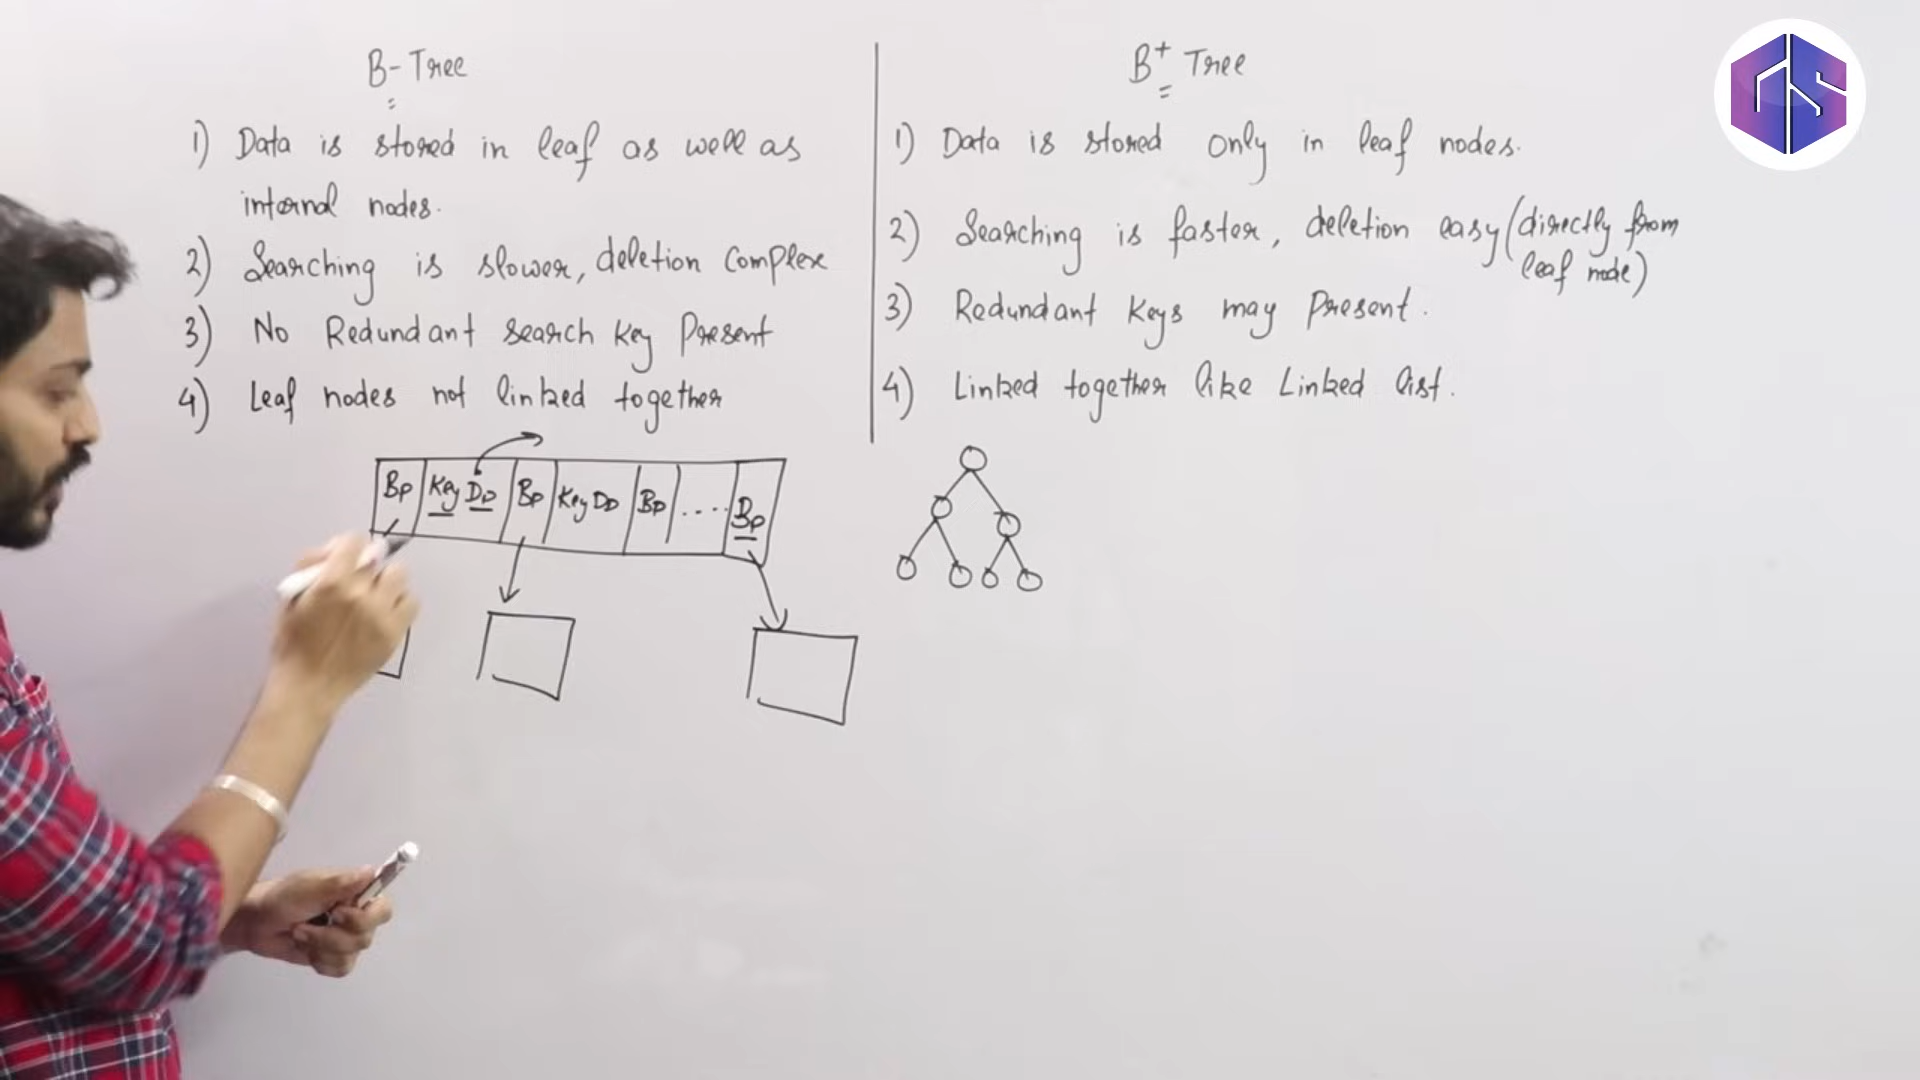 B- Tree
1) Data is stored in leaf as well as
internal nodes.
2) Searching is slower, deletion complex
3) No Redundant search key Present
4) Leaf nodes not linked together
Bp Key Dp Bp Key Dp Bp .... Bp
B+ Tree
1) Data is stored only in leaf nodes.
2) Searching is faster, deletion easy (directly from
leaf node)
3) Redundant keys may present.
4) Linked together like Linked list.